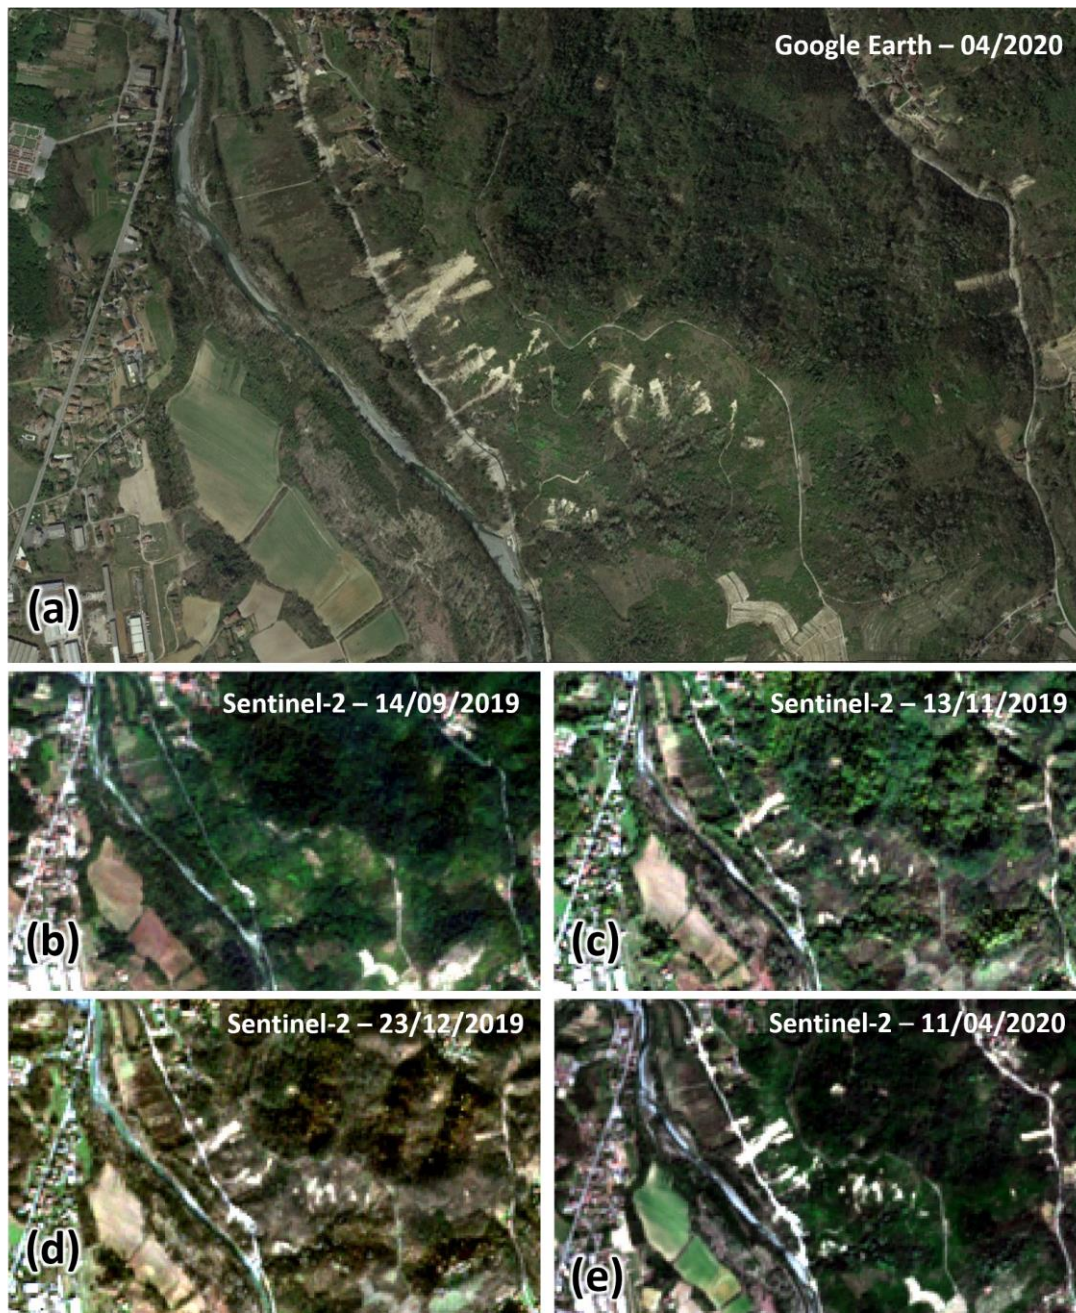 Google Earth – 04/2020
(a)
Sentinel-2 – 14/09/2019
(b)
Sentinel-2 – 13/11/2019
(c)
Sentinel-2 – 23/12/2019
(d)
Sentinel-2 – 11/04/2020
(e)